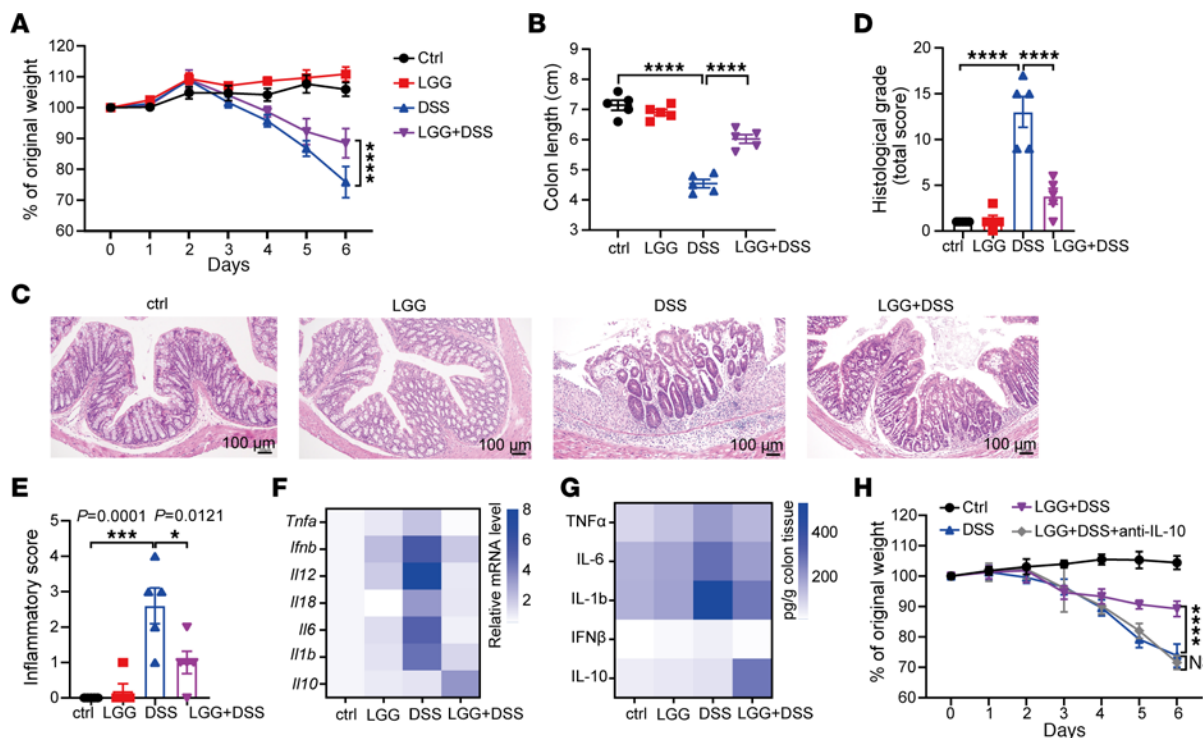 A
% of original weight
120
110
100
90
80
70
60
0 1 2 3 4 5 6
Days
Ctrl
LGG
DSS
LGG+DSS
****
B
Colon length (cm)
9
8
7
6
5
4
3
**** ****
ctrl LGG DSS LGG+DSS
D
Histological grade
(total score)
20
15
10
5
0
**** ****
ctrl LGG DSS LGG+DSS
C
ctrl LGG DSS LGG+DSS
100 µm 100 µm 100 µm 100 µm
E
P=0.0001 P=0.0121
*** *
Inflammatory score
5
4
3
2
1
0
ctrl LGG DSS LGG+DSS
F
Tnfa
Ifnb
Il12
Il18
Il6
Il1b
Il10
ctrl LGG DSS LGG+DSS
8
6
4
2
Relative mRNA level
G
TNFα
IL-6
IL-1b
IFNβ
IL-10
ctrl LGG DSS LGG+DSS
400
200
pg/g colon tissue
H
Ctrl LGG+DSS
DSS LGG+DSS+anti-IL-10
% of original weight
120
110
100
90
80
70
60
0 1 2 3 4 5 6
Days
****
N